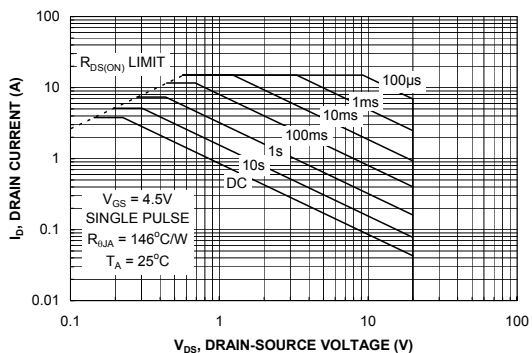 100
10
1
0.1
0.01
I_D, DRAIN CURRENT (A)
R_DS(ON) LIMIT
100µs
1ms
10ms
100ms
1s
10s
DC
V_GS = 4.5V
SINGLE PULSE
R_θJA = 146°C/W
T_A = 25°C
0.1
1
10
100
V_DS, DRAIN-SOURCE VOLTAGE (V)